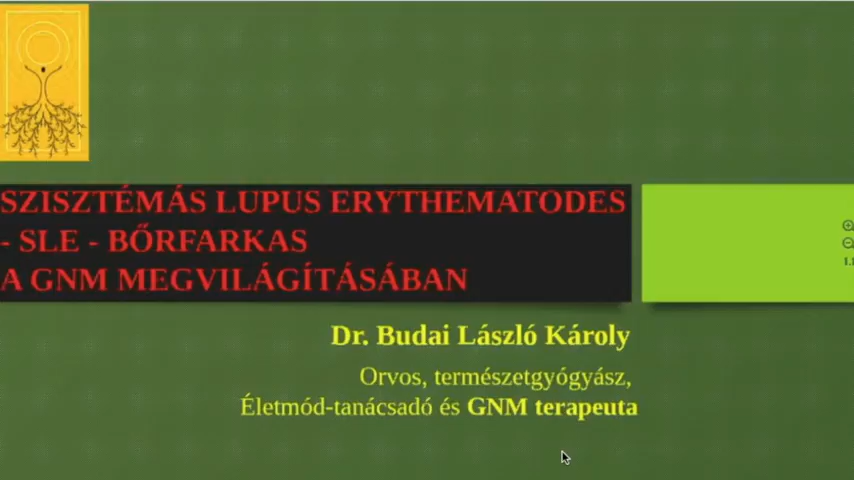 SZISZTÉMÁS LUPUS ERYTHEMATODES
- SLE - BŐRFARKAS
A GNM MEGVILÁGÍTÁSÁBAN
Dr. Budai László Károly
Orvos, természetgyógyász,
Életmód-tanácsadó és GNM terapeuta